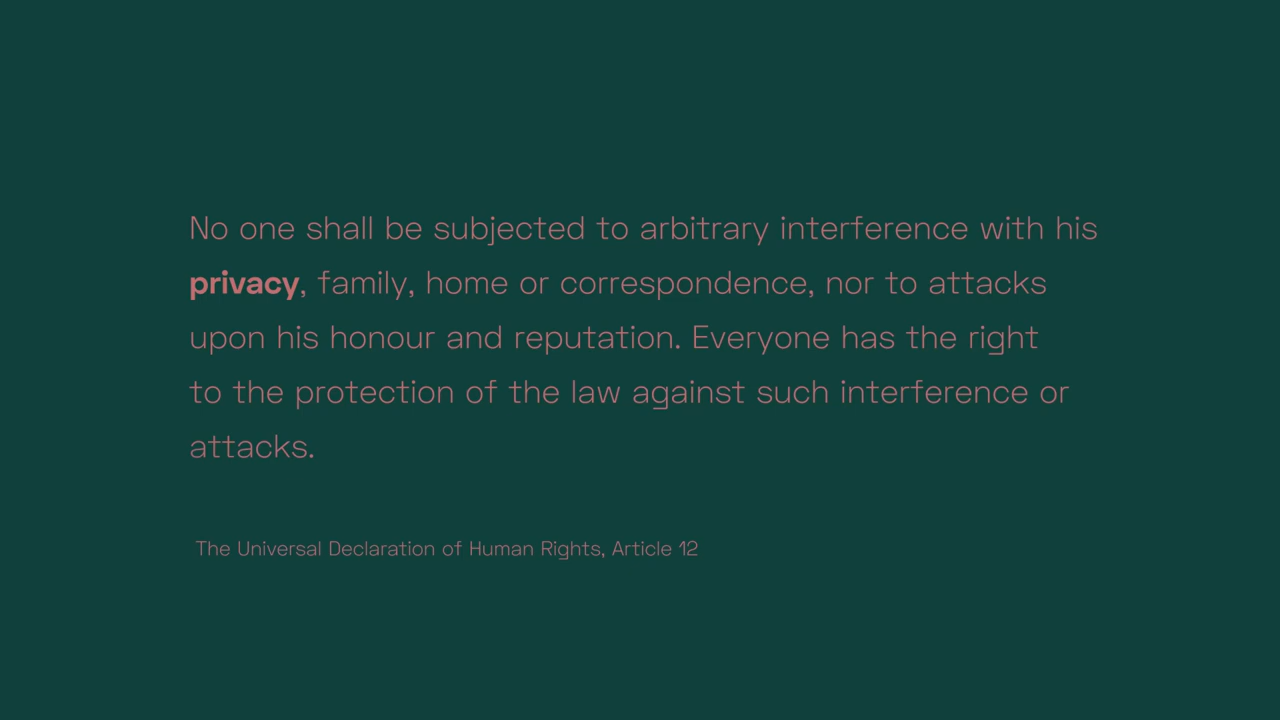 No one shall be subjected to arbitrary interference with his
privacy, family, home or correspondence, nor to attacks
upon his honour and reputation. Everyone has the right
to the protection of the law against such interference or
attacks.
The Universal Declaration of Human Rights, Article 12